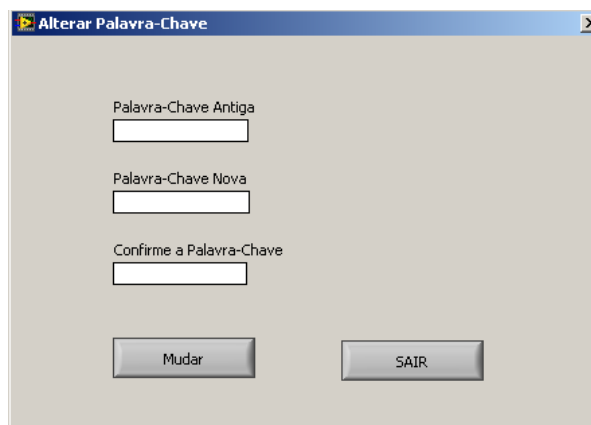 Alterar Palavra-Chave
Palavra-Chave Antiga
Palavra-Chave Nova
Confirme a Palavra-Chave
Mudar
SAIR